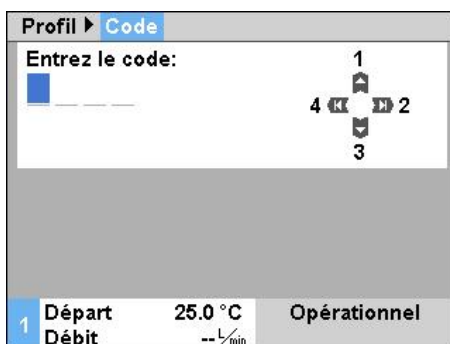 Profil ▶ Code
Entrez le code:
1
4 2
3
1
Départ 25.0 °C Opérationnel
Débit -- L/min